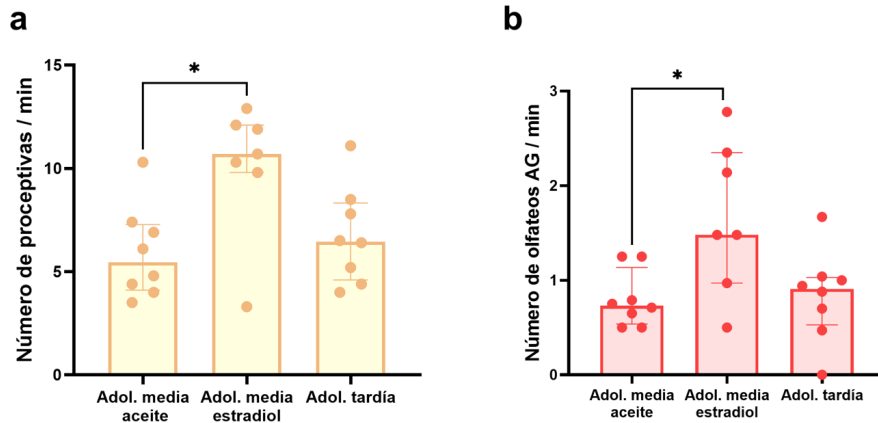 a
Número de proceptivas / min
15
10
5
0
*
Adol. media
aceite
Adol. media
estradiol
Adol. tardía
b
Número de olfateos AG / min
3
2
1
0
*
Adol. media
aceite
Adol. media
estradiol
Adol. tardía